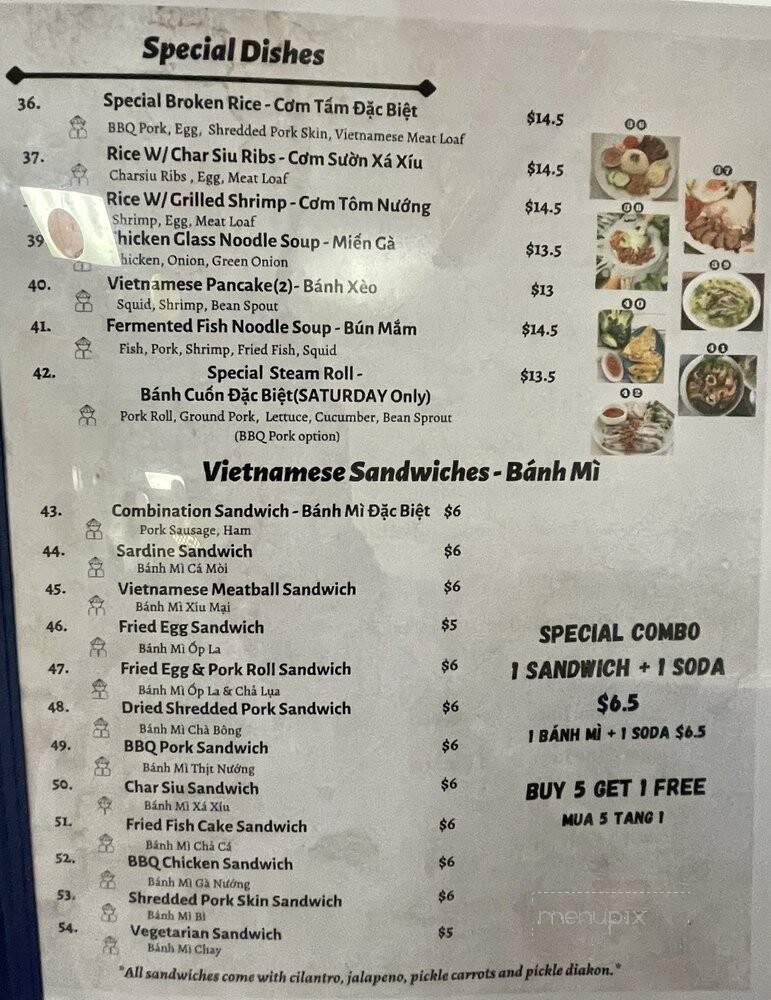 Special Dishes
36. Special Broken Rice - Cơm Tấm Đặc Biệt $14.5
BBQ Pork, Egg, Shredded Pork Skin, Vietnamese Meat Loaf
37. Rice W/ Char Siu Ribs - Cơm Sườn Xá Xíu $14.5
Charsiu Ribs , Egg, Meat Loaf
Rice W/ Grilled Shrimp - Cơm Tôm Nướng $14.5
Shrimp, Egg, Meat Loaf
39 hicken Glass Noodle Soup - Miến Gà $13.5
hicken, Onion, Green Onion
40. Vietnamese Pancake(2)- Bánh Xèo $13
Squid, Shrimp, Bean Spout
41. Fermented Fish Noodle Soup - Bún Mắm $14.5
Fish, Pork, Shrimp, Fried Fish, Squid
42. Special Steam Roll - $13.5
Bánh Cuốn Đặc Biệt(SATURDAY Only)
Pork Roll, Ground Pork, Lettuce, Cucumber, Bean Sprout
(BBQ Pork option)
36
37
38
39
40
41
42
Vietnamese Sandwiches - Bánh Mì
43. Combination Sandwich - Bánh Mì Đặc Biệt $6
Pork Sausage, Ham
44. Sardine Sandwich $6
Bánh Mì Cá Mòi
45. Vietnamese Meatball Sandwich $6
Bánh Mì Xíu Mại
46. Fried Egg Sandwich $5
Bánh Mì Ốp La
47. Fried Egg & Pork Roll Sandwich $6
Bánh Mì Ốp La & Chả Lụa
48. Dried Shredded Pork Sandwich $6
Bánh Mì Chà Bông
49. BBQ Pork Sandwich $6
Bánh Mì Thịt Nướng
50. Char Siu Sandwich $6
Bánh Mì Xá Xíu
51. Fried Fish Cake Sandwich $6
Bánh Mì Chả Cá
52. BBQ Chicken Sandwich $6
Bánh Mì Gà Nướng
53. Shredded Pork Skin Sandwich $6
Bánh Mì Bì
54. Vegetarian Sandwich $5
Bánh Mì Chay
"All sandwiches come with cilantro, jalapeno, pickle carrots and pickle diakon."
SPECIAL COMBO
1 SANDWICH + 1 SODA
$6.5
1 BÁNH MÌ + 1 SODA $6.5
BUY 5 GET 1 FREE
MUA 5 TANG 1
menupix